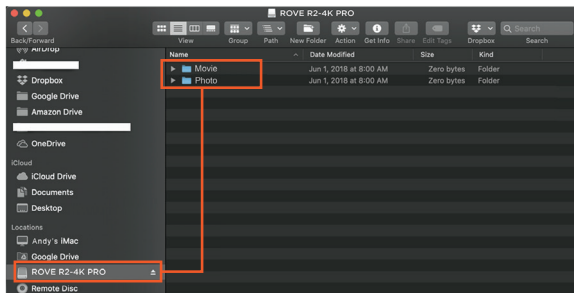 ROVE R2-4K PRO
Back/Forward View Group Path New Folder Action Get Info Share Edit Tags Dropbox Search
Search
Name Date Modified Size Kind
AirDrop
Movie Jun 1, 2018 at 8:00 AM Zero bytes Folder
Photo Jun 1, 2018 at 8:00 AM Zero bytes Folder
Dropbox
Google Drive
Amazon Drive
OneDrive
iCloud
iCloud Drive
Documents
Desktop
Locations
Andy's iMac
Google Drive
ROVE R2-4K PRO
Remote Disc